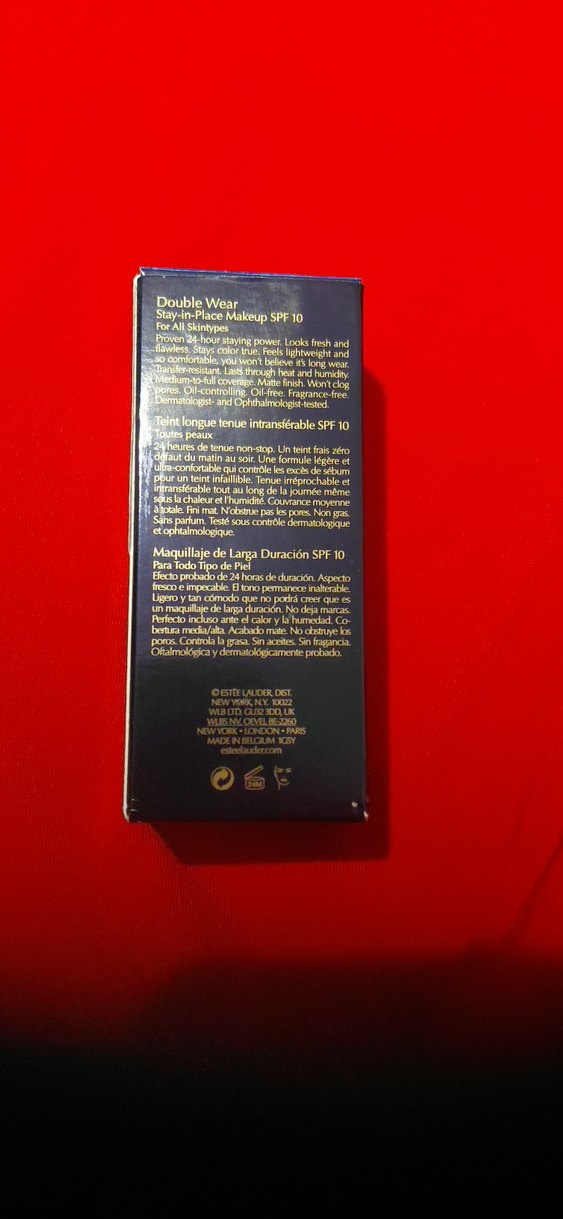 Double Wear
Stay-in-Place Makeup SPF 10
For All Skintypes
Proven 24-hour staying power. Looks fresh and
flawless. Stays color true. Feels lightweight and
so comfortable, you won't believe it's long wear.
Transfer-resistant. Lasts through heat and humidity.
Medium-to-full coverage. Matte finish. Won't clog
pores. Oil-controlling. Oil-free. Fragrance-free.
Dermatologist- and Ophthalmologist-tested.
Teint longue tenue intransférable SPF 10
Toutes peaux
24 heures de tenue non-stop. Un teint frais zéro
défaut du matin au soir. Une formule légère et
ultra-confortable qui contrôle les excès de sébum
pour un teint infaillible. Tenue irréprochable et
intransférable tout au long de la journée même
sous la chaleur et l'humidité. Couvrance moyenne
à totale. Fini mat. N'obstrue pas les pores. Non gras.
Sans parfum. Testé sous contrôle dermatologique
et ophtalmologique.
Maquillaje de Larga Duración SPF 10
Para Todo Tipo de Piel
Efecto probado de 24 horas de duración. Aspecto
fresco e impecable. El tono permanece inalterable.
Ligero y tan cómodo que no podrá creer que es
un maquillaje de larga duración. No deja marcas.
Perfecto incluso ante el calor y la humedad. Co-
bertura media/alta. Acabado mate. No obstruye los
poros. Controla la grasa. Sin aceites. Sin fragancia.
Oftalmológica y dermatológicamente probado.
© ESTÉE LAUDER, DIST.
NEW YORK, N.Y. 10022
WLB LTD, GU32 3DD, UK
WLBS NV, OEVEL BE-2260
NEW YORK • LONDON • PARIS
MADE IN BELGIUM 1G5Y
esteelauder.com
24M